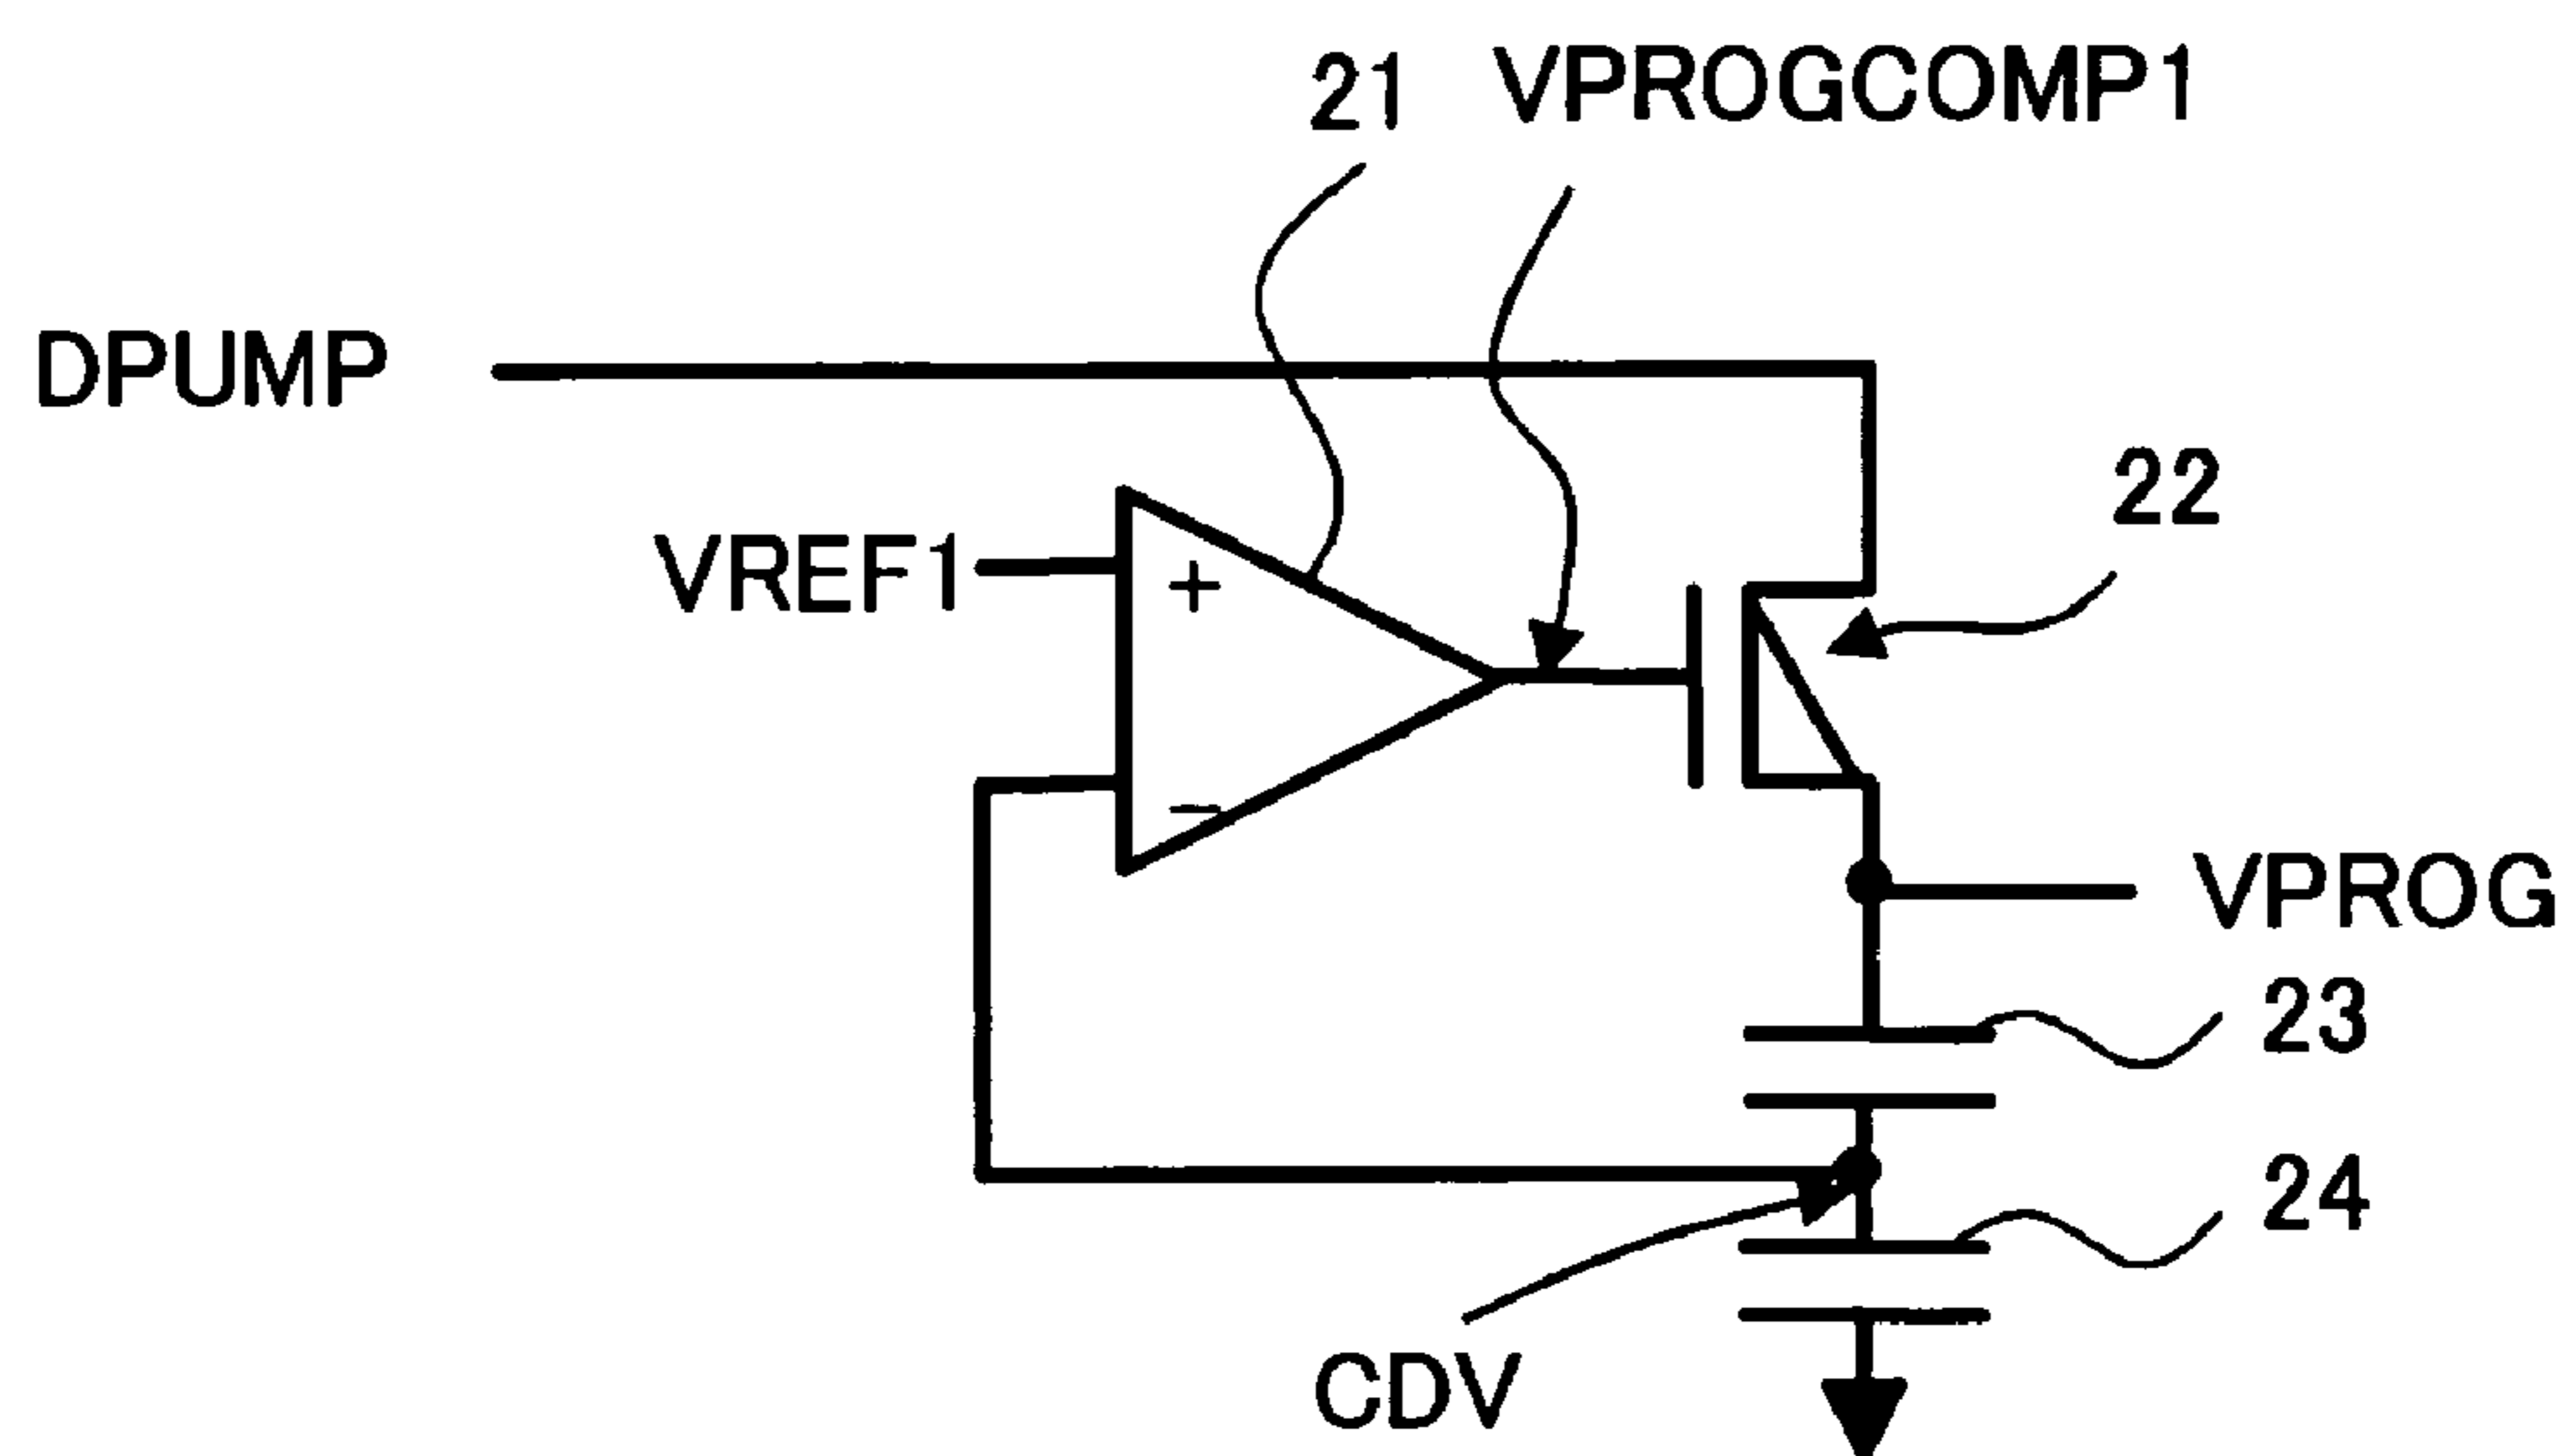 21
VPROGCOMP1
DPUMP
22
VREF1
+
−
VPROG
23
24
CDV